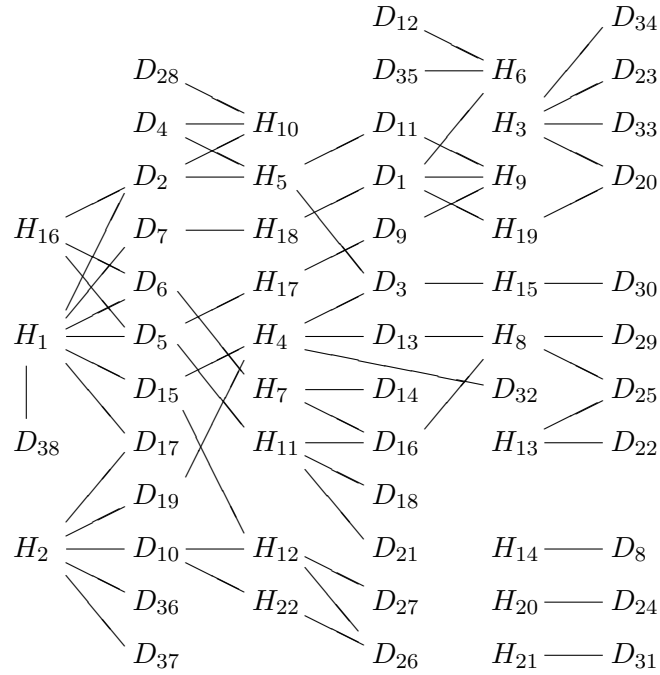 D₁₂ D₃₄
D₂₈ D₃₅ H₆ D₂₃
D₄ H₁₀ D₁₁ H₃ D₃₃
D₂ H₅ D₁ H₉ D₂₀
H₁₆ D₇ H₁₈ D₉ H₁₉
D₆ H₁₇ D₃ H₁₅ D₃₀
H₁ D₅ H₄ D₁₃ H₈ D₂₉
D₁₅ H₇ D₁₄ D₃₂ D₂₅
D₃₈ D₁₇ H₁₁ D₁₆ H₁₃ D₂₂
D₁₉ D₁₈
H₂ D₁₀ H₁₂ D₂₁ H₁₄ D₈
D₃₆ H₂₂ D₂₇ H₂₀ D₂₄
D₃₇ D₂₆ H₂₁ D₃₁